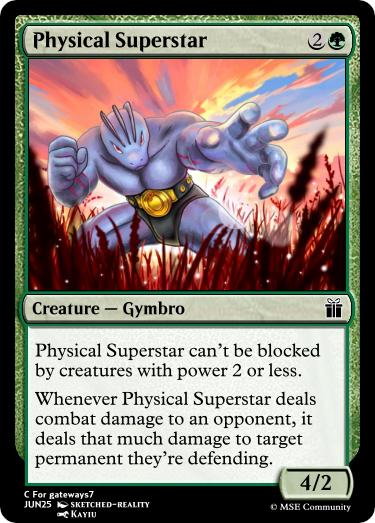 Physical Superstar 2
Creature — Gymbro
Physical Superstar can't be blocked
by creatures with power 2 or less.
Whenever Physical Superstar deals
combat damage to an opponent, it
deals that much damage to target
permanent they're defending.
4/2
C For gateways7
JUN25 SKETCHED-REALITY
KAYIU
© MSE Community